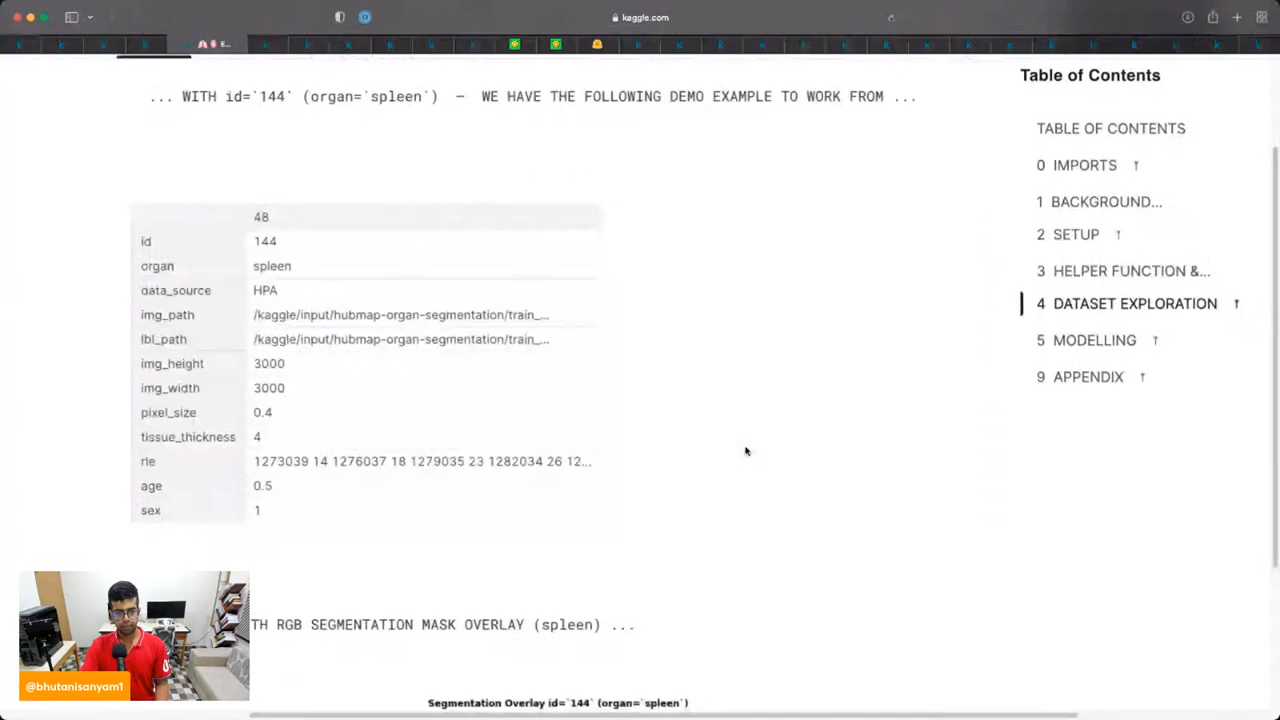 kaggle.com
... WITH id=`144` (organ=`spleen`) – WE HAVE THE FOLLOWING DEMO EXAMPLE TO WORK FROM ...
48
id 144
organ spleen
data_source HPA
img_path /kaggle/input/hubmap-organ-segmentation/train_...
lbl_path /kaggle/input/hubmap-organ-segmentation/train_...
img_height 3000
img_width 3000
pixel_size 0.4
tissue_thickness 4
rle 1273039 14 1276037 18 1279035 23 1282034 26 12...
age 0.5
sex 1
TH RGB SEGMENTATION MASK OVERLAY (spleen) ...
Segmentation Overlay id=`144` (organ=`spleen`)
Table of Contents
TABLE OF CONTENTS
0 IMPORTS ⤒
1 BACKGROUND...
2 SETUP ⤒
3 HELPER FUNCTION &...
4 DATASET EXPLORATION ⤒
5 MODELLING ⤒
9 APPENDIX ⤒
@bhutanisanyam1